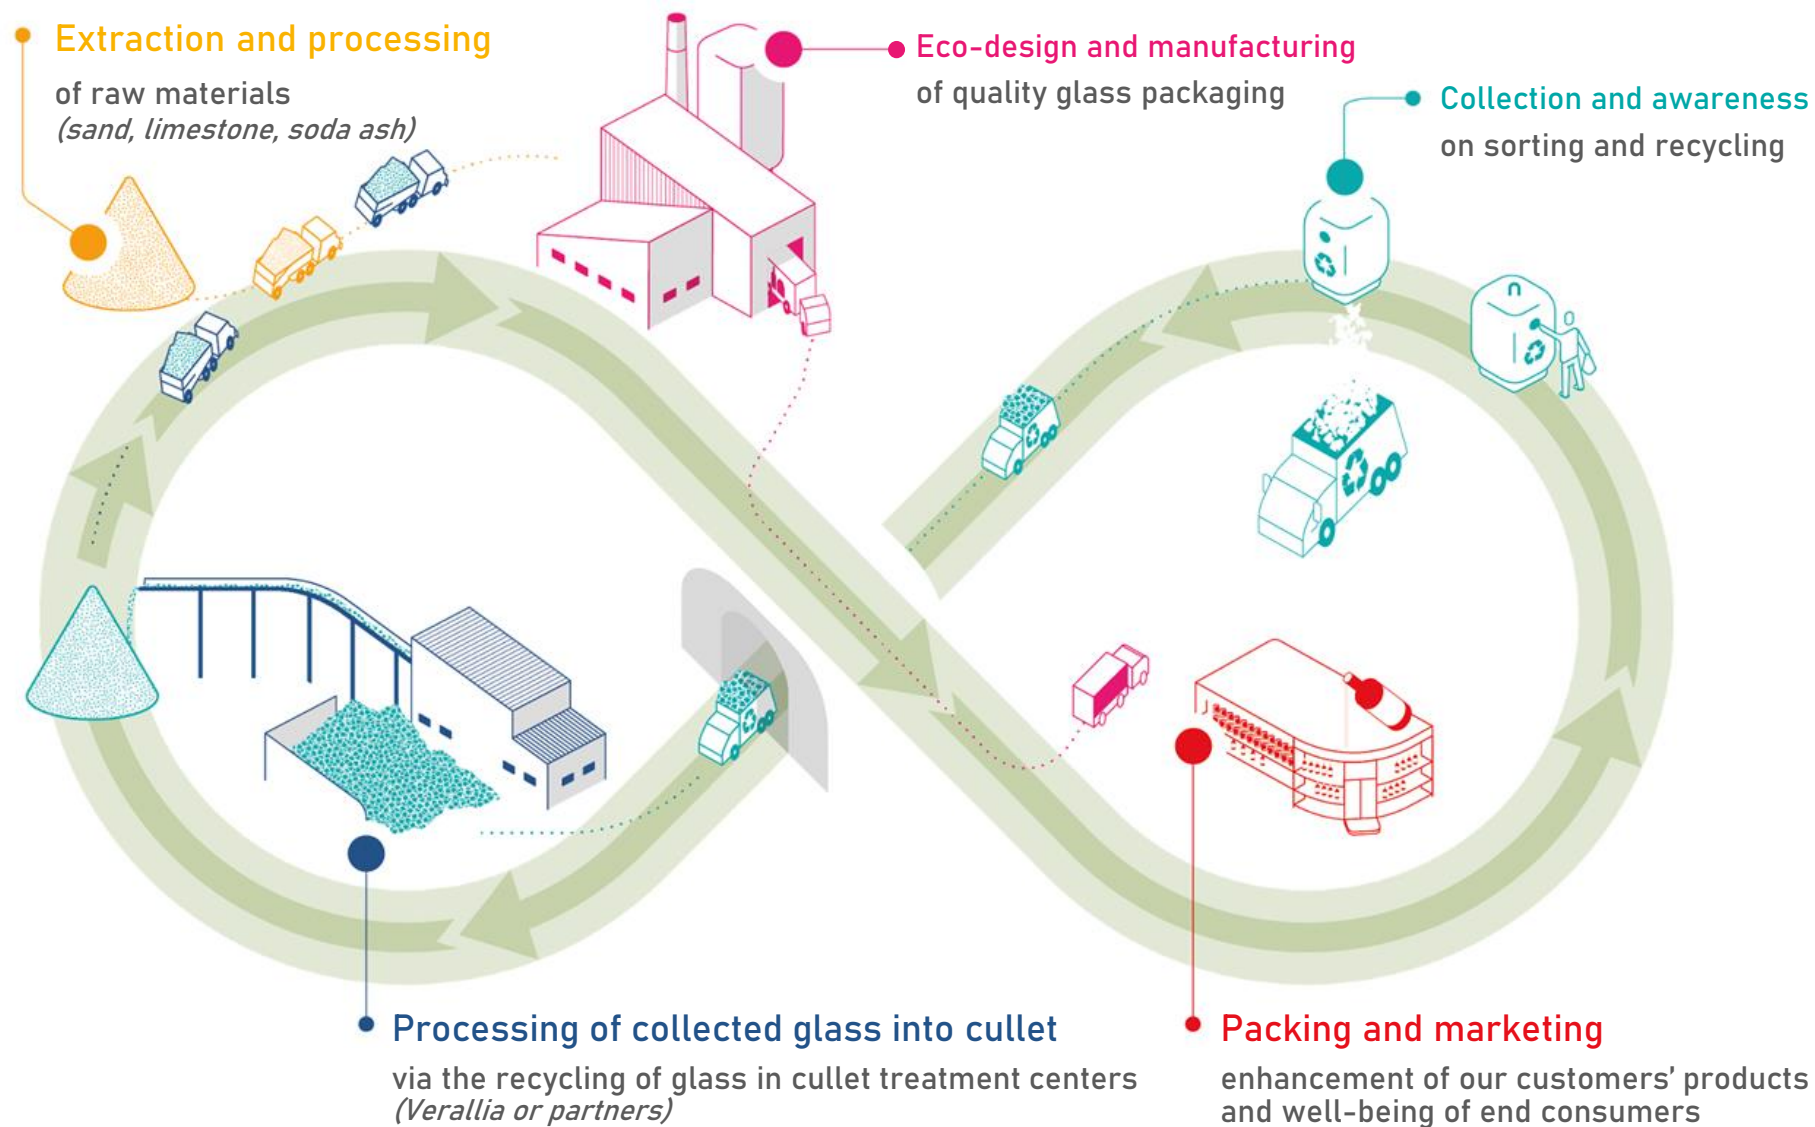 Extraction and processing
of raw materials
(sand, limestone, soda ash)
Eco-design and manufacturing
of quality glass packaging
Collection and awareness
on sorting and recycling
Processing of collected glass into cullet
via the recycling of glass in cullet treatment centers
(Verallia or partners)
Packing and marketing
enhancement of our customers’ products
and well-being of end consumers